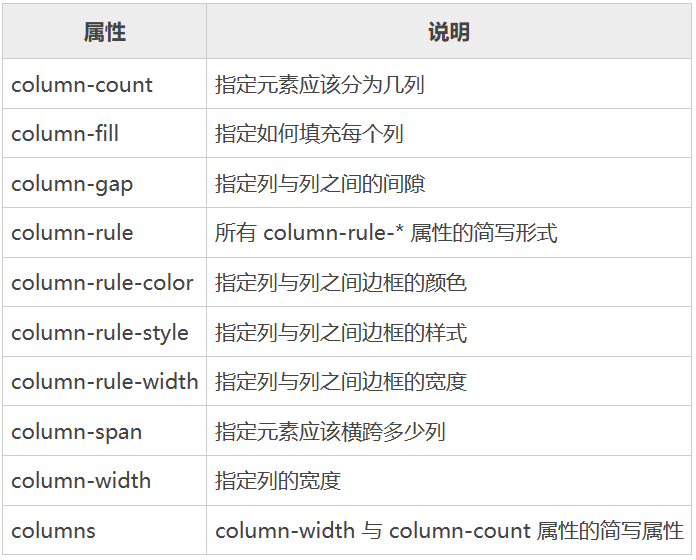 属性 说明
column-count 指定元素应该分为几列
column-fill 指定如何填充每个列
column-gap 指定列与列之间的间隙
column-rule 所有 column-rule-* 属性的简写形式
column-rule-color 指定列与列之间边框的颜色
column-rule-style 指定列与列之间边框的样式
column-rule-width 指定列与列之间边框的宽度
column-span 指定元素应该横跨多少列
column-width 指定列的宽度
columns column-width 与 column-count 属性的简写属性